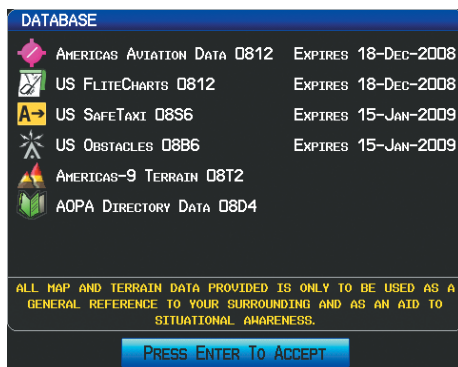 DATABASE
AMERICAS AVIATION DATA 0812 EXPIRES 18-DEC-2008
US FLITECHARTS 0812 EXPIRES 18-DEC-2008
A→ US SAFETAXI 08S6 EXPIRES 15-JAN-2009
US OBSTACLES 08B6 EXPIRES 15-JAN-2009
AMERICAS-9 TERRAIN 08T2
AOPA DIRECTORY DATA 08D4
ALL MAP AND TERRAIN DATA PROVIDED IS ONLY TO BE USED AS A
GENERAL REFERENCE TO YOUR SURROUNDING AND AS AN AID TO
SITUATIONAL AWARENESS.
PRESS ENTER TO ACCEPT